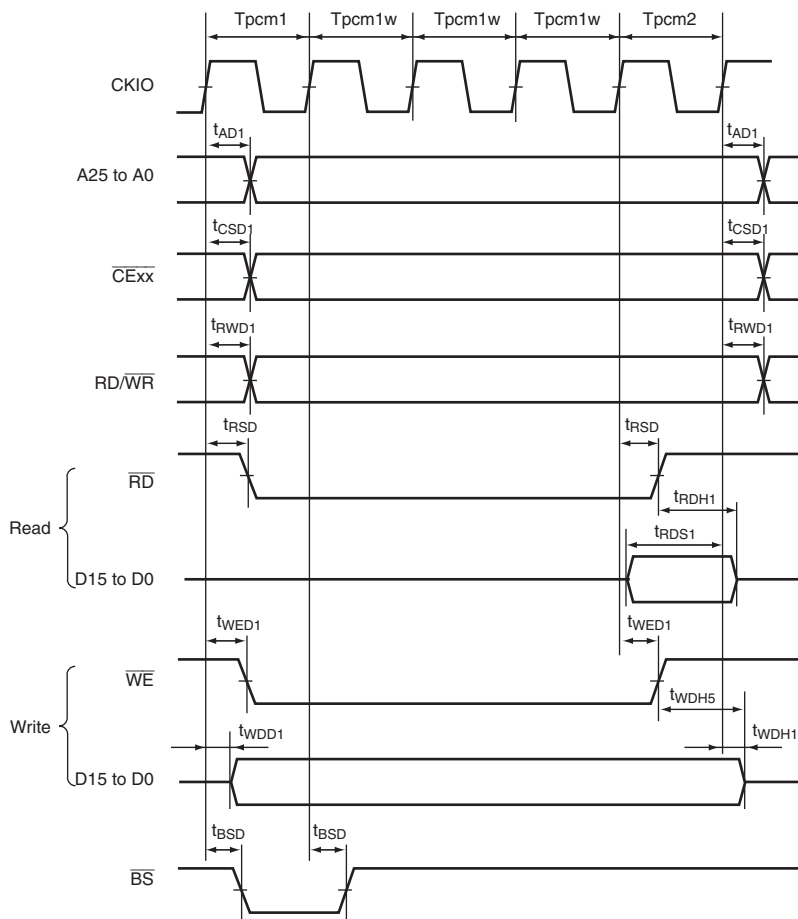 Tpcm1 Tpcm1w Tpcm1w Tpcm1w Tpcm2
CKIO
tAD1 tAD1
A25 to A0
tCSD1 tCSD1
CExx
tRWD1 tRWD1
RD/WR
tRSD tRSD
RD
tRDH1
Read
tRDS1
D15 to D0
tWED1 tWED1
WE
tWDH5
Write
tWDD1 tWDH1
D15 to D0
tBSD tBSD
BS